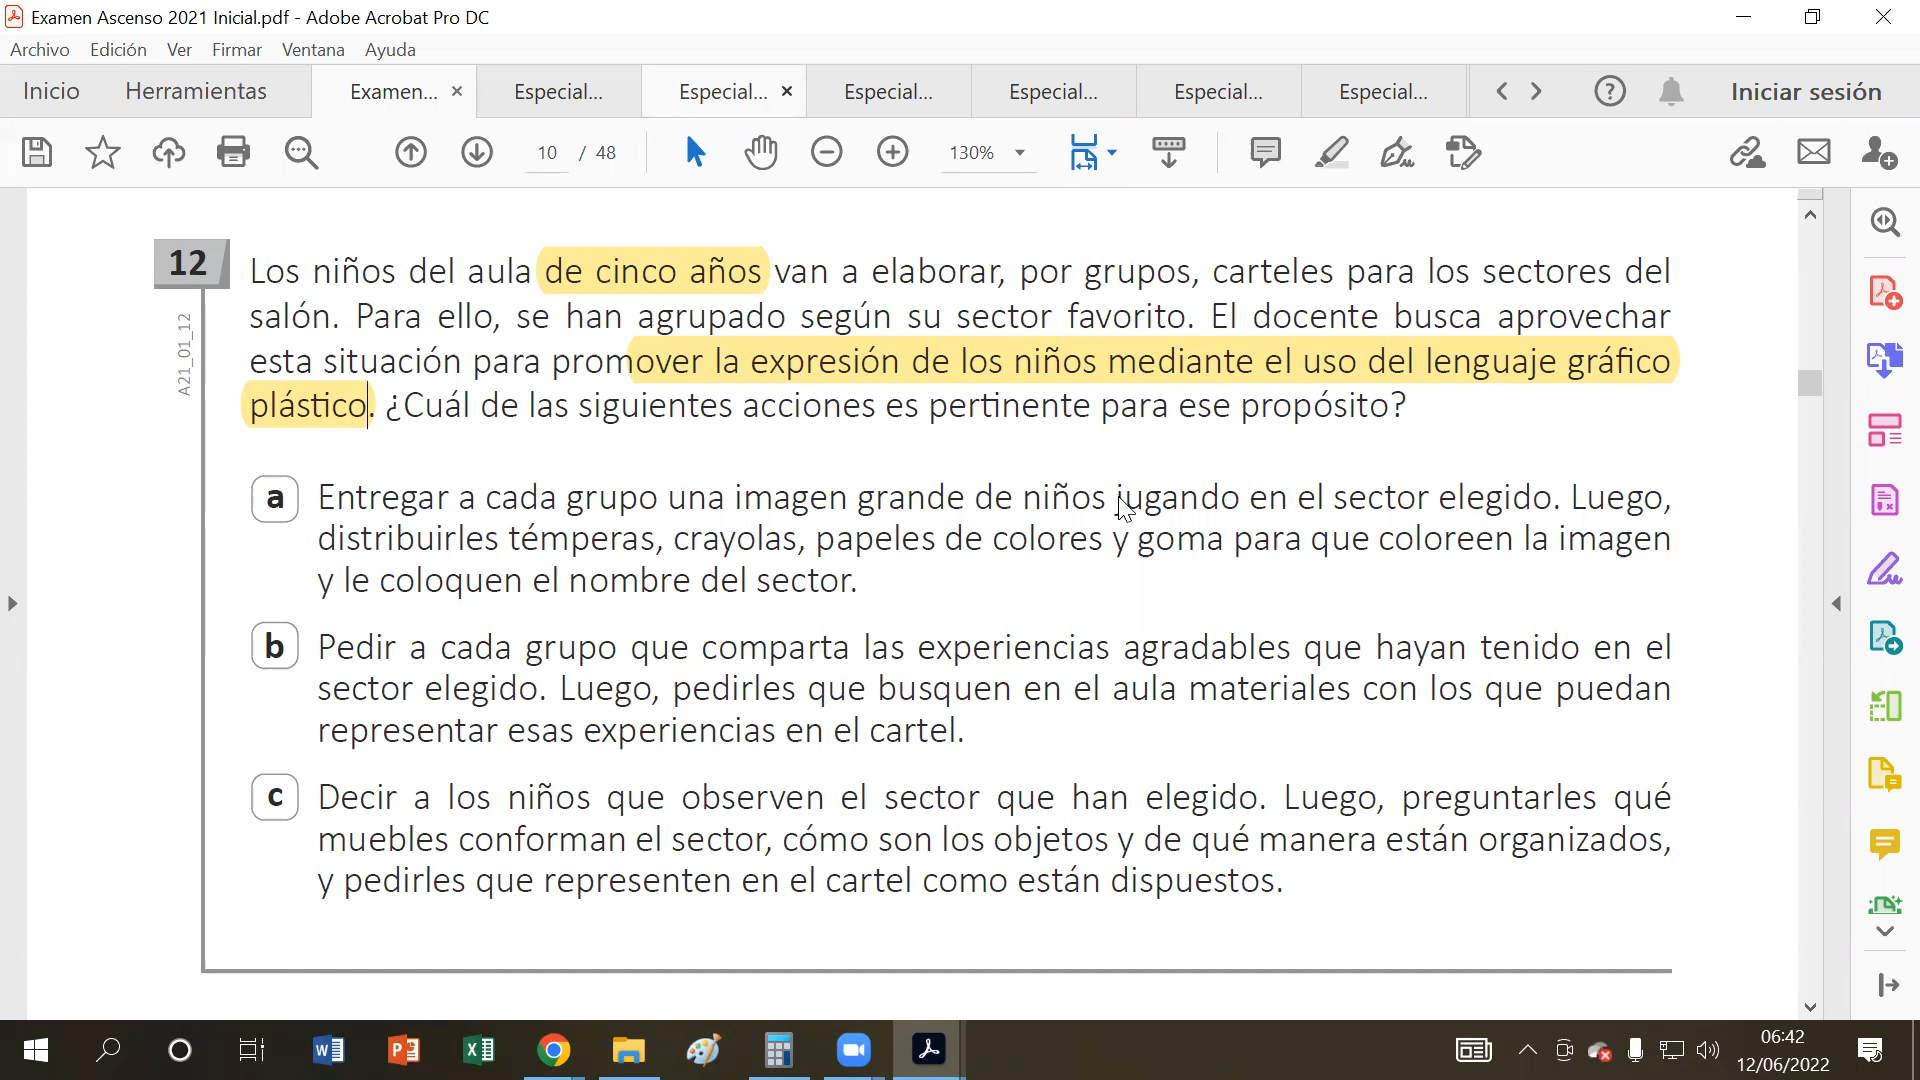 Examen Ascenso 2021 Inicial.pdf - Adobe Acrobat Pro DC
Archivo Edición Ver Firmar Ventana Ayuda
Inicio Herramientas Examen... Especial... Especial... Especial... Especial... Especial... Especial... Iniciar sesión
10 / 48 130%
12
A21_01_12
Los niños del aula de cinco años van a elaborar, por grupos, carteles para los sectores del
salón. Para ello, se han agrupado según su sector favorito. El docente busca aprovechar
esta situación para promover la expresión de los niños mediante el uso del lenguaje gráfico
plástico. ¿Cuál de las siguientes acciones es pertinente para ese propósito?
a Entregar a cada grupo una imagen grande de niños jugando en el sector elegido. Luego,
distribuirles témperas, crayolas, papeles de colores y goma para que coloreen la imagen
y le coloquen el nombre del sector.
b Pedir a cada grupo que comparta las experiencias agradables que hayan tenido en el
sector elegido. Luego, pedirles que busquen en el aula materiales con los que puedan
representar esas experiencias en el cartel.
c Decir a los niños que observen el sector que han elegido. Luego, preguntarles qué
muebles conforman el sector, cómo son los objetos y de qué manera están organizados,
y pedirles que representen en el cartel como están dispuestos.
06:42
12/06/2022